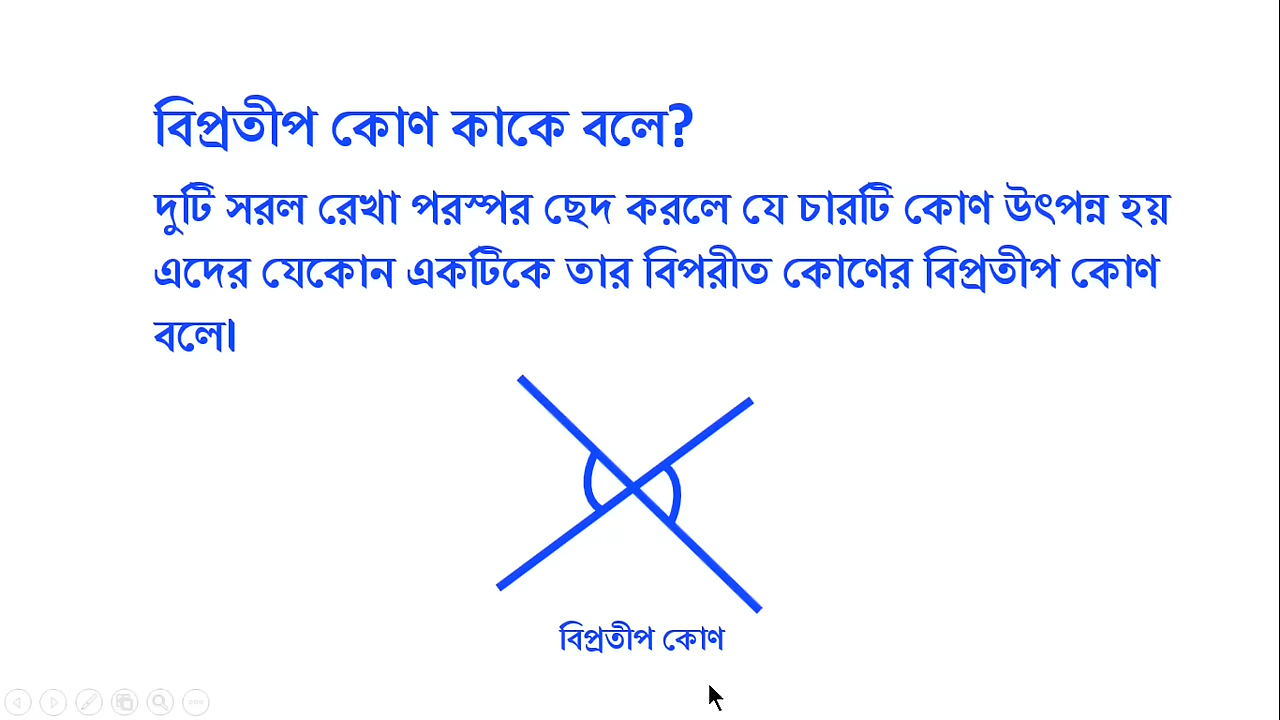 বিপ্রতীপ কোণ কাকে বলে?
দুটি সরল রেখা পরস্পর ছেদ করলে যে চারটি কোণ উৎপন্ন হয়
এদের যেকোন একটিকে তার বিপরীত কোণের বিপ্রতীপ কোণ
বলে।
বিপ্রতীপ কোণ